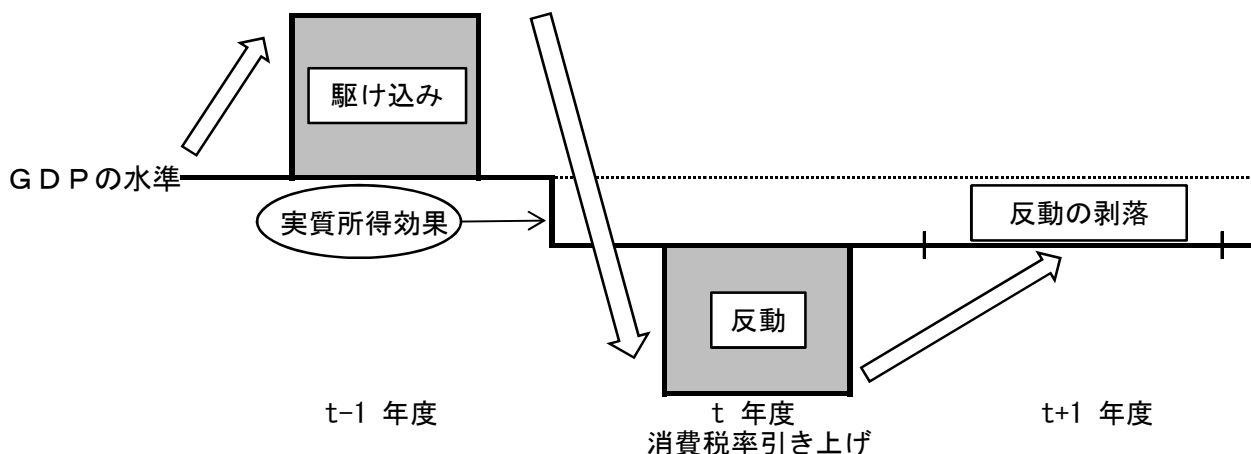 駆け込み
ＧＤＰの水準
実質所得効果
反動の剥落
反動
t-1 年度
t 年度
t+1 年度
消費税率引き上げ